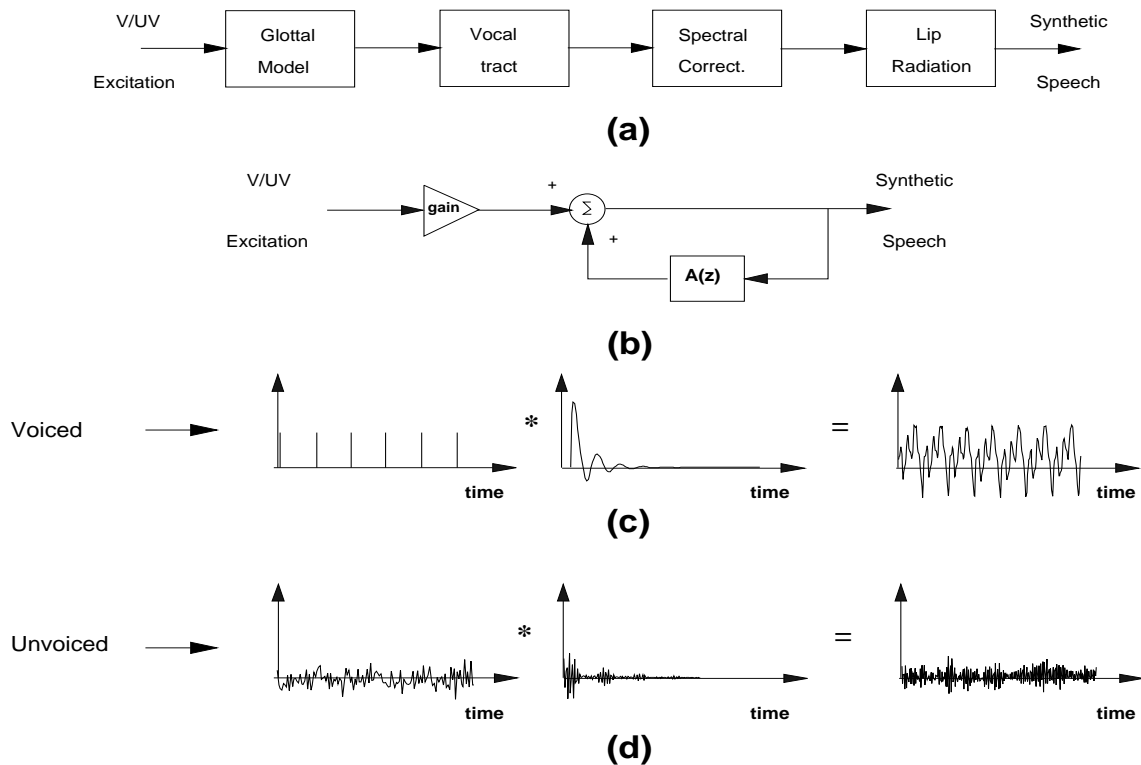 V/UV
Excitation
Glottal
Model
Vocal
tract
Spectral
Correct.
Lip
Radiation
Synthetic
Speech
(a)
V/UV
Excitation
gain
+
Σ
+
A(z)
Synthetic
Speech
(b)
Voiced
*
=
time
time
time
(c)
Unvoiced
*
=
time
time
time
(d)